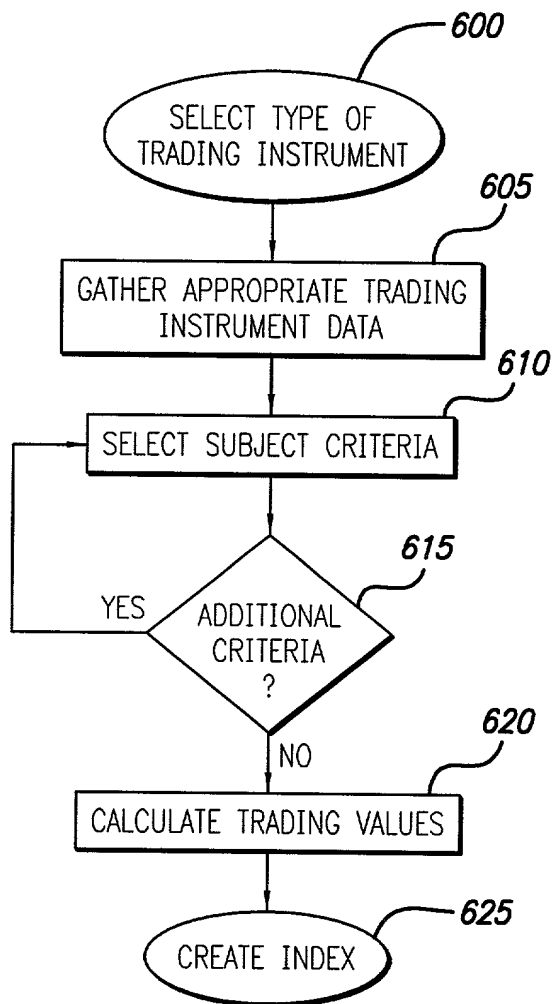 600
SELECT TYPE OF
TRADING INSTRUMENT
605
GATHER APPROPRIATE TRADING
INSTRUMENT DATA
610
SELECT SUBJECT CRITERIA
615
YES
ADDITIONAL
CRITERIA
?
NO
620
CALCULATE TRADING VALUES
625
CREATE INDEX